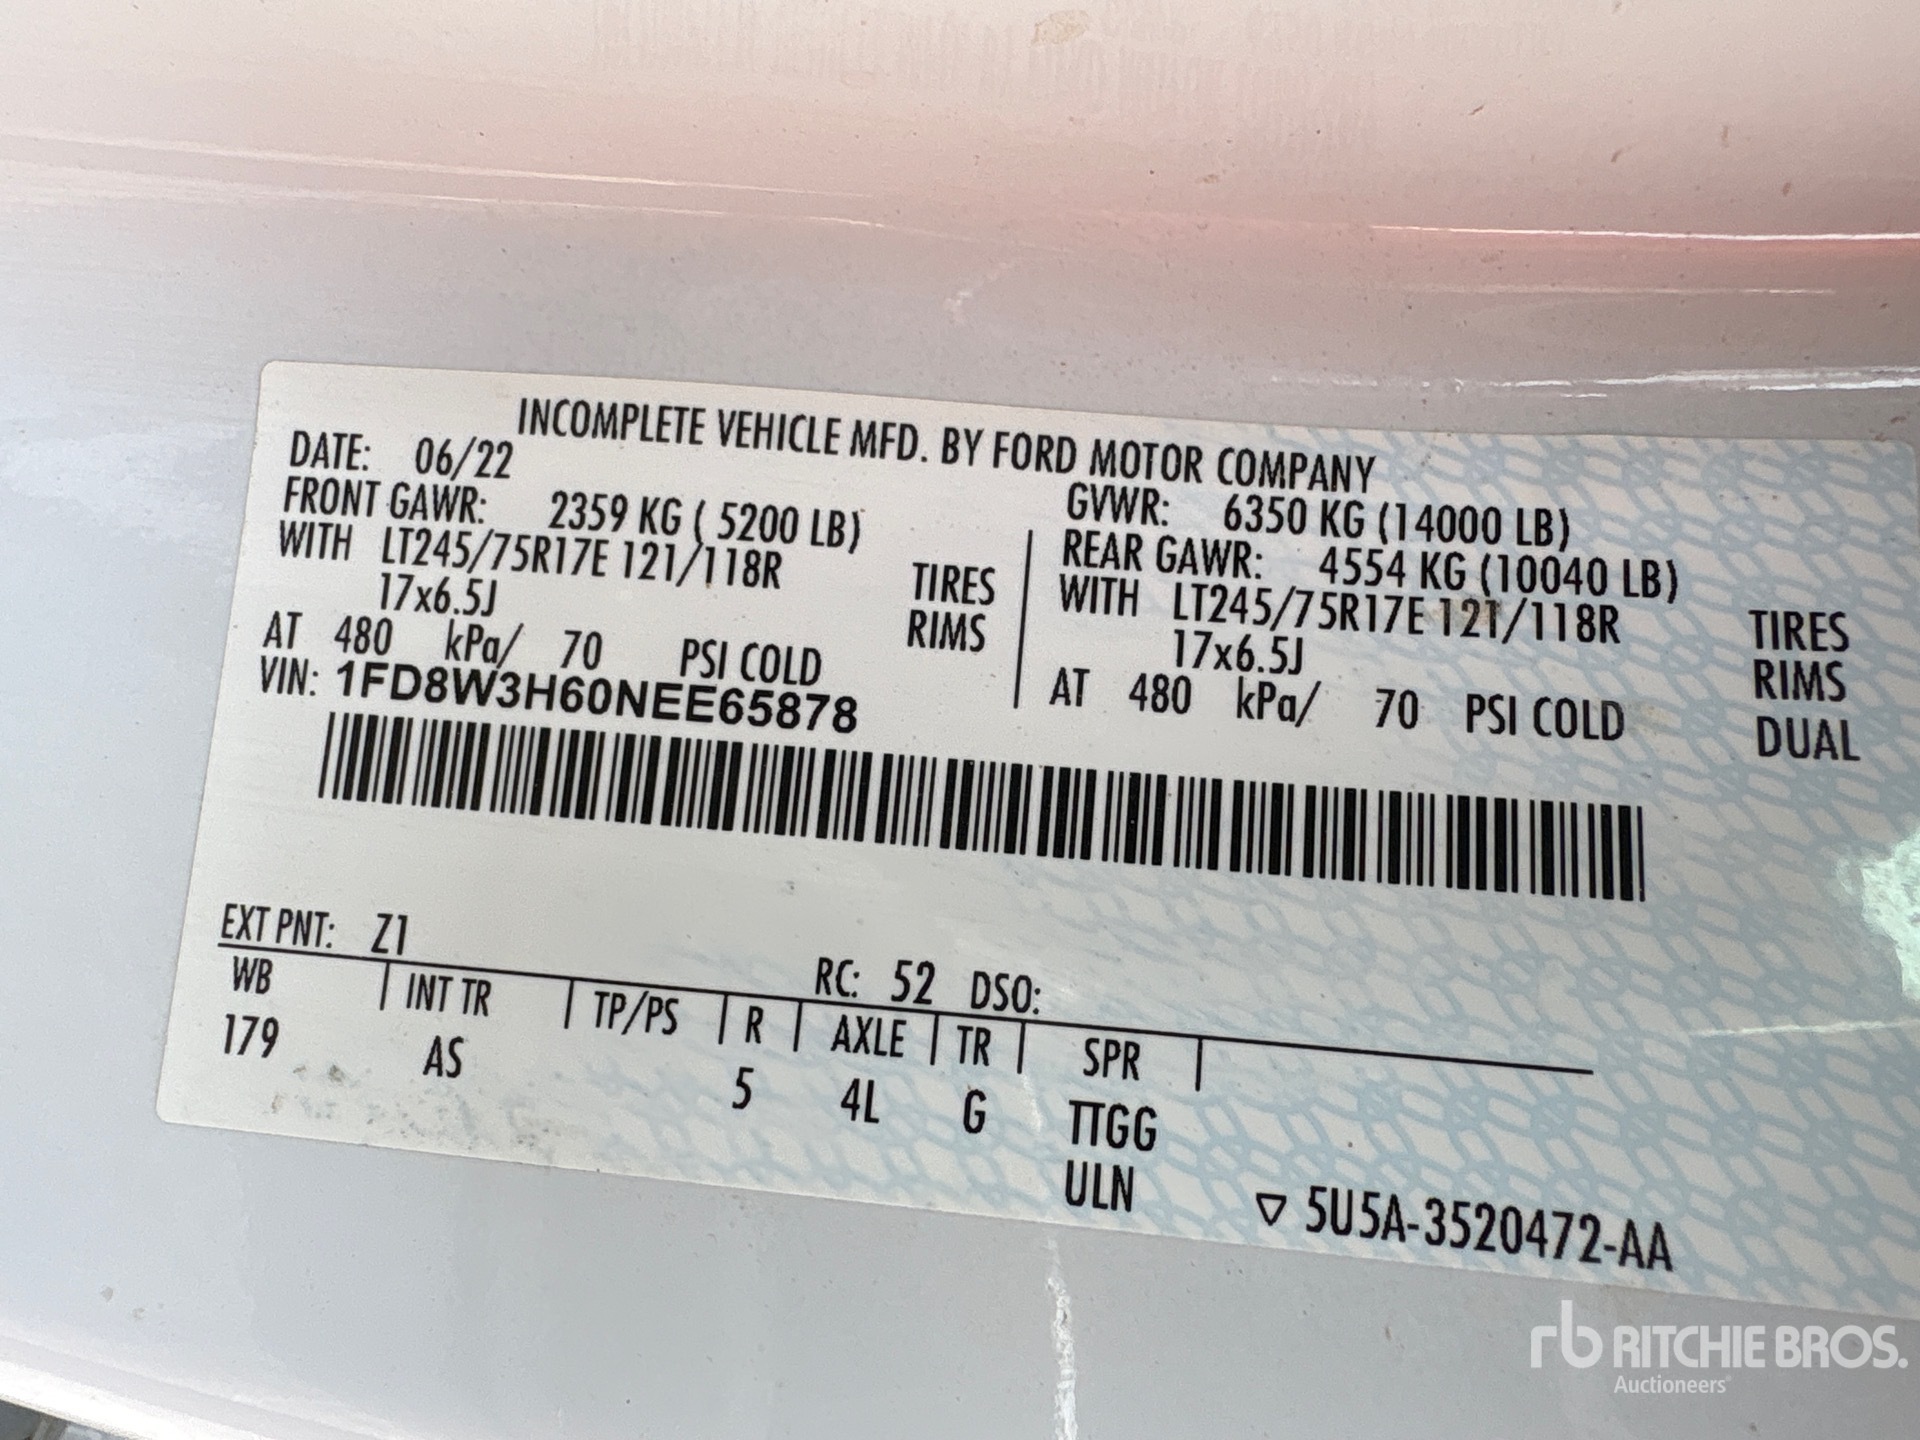 INCOMPLETE VEHICLE MFD. BY FORD MOTOR COMPANY
DATE: 06/22
GVWR: 6350 KG (14000 LB)
FRONT GAWR: 2359 KG ( 5200 LB)
REAR GAWR: 4554 KG (10040 LB)
WITH LT245/75R17E 121/118R TIRES
WITH LT245/75R17E 121/118R TIRES
17x6.5J RIMS
17x6.5J RIMS
AT 480 kPa/ 70 PSI COLD
AT 480 kPa/ 70 PSI COLD DUAL
VIN: 1FD8W3H60NEE65878
EXT PNT: Z1 RC: 52 DSO:
WB INT TR TP/PS R AXLE TR SPR
179 AS 5 4L G TTGG
ULN
▽ 5U5A-3520472-AA
rb RITCHIE BROS.
Auctioneers